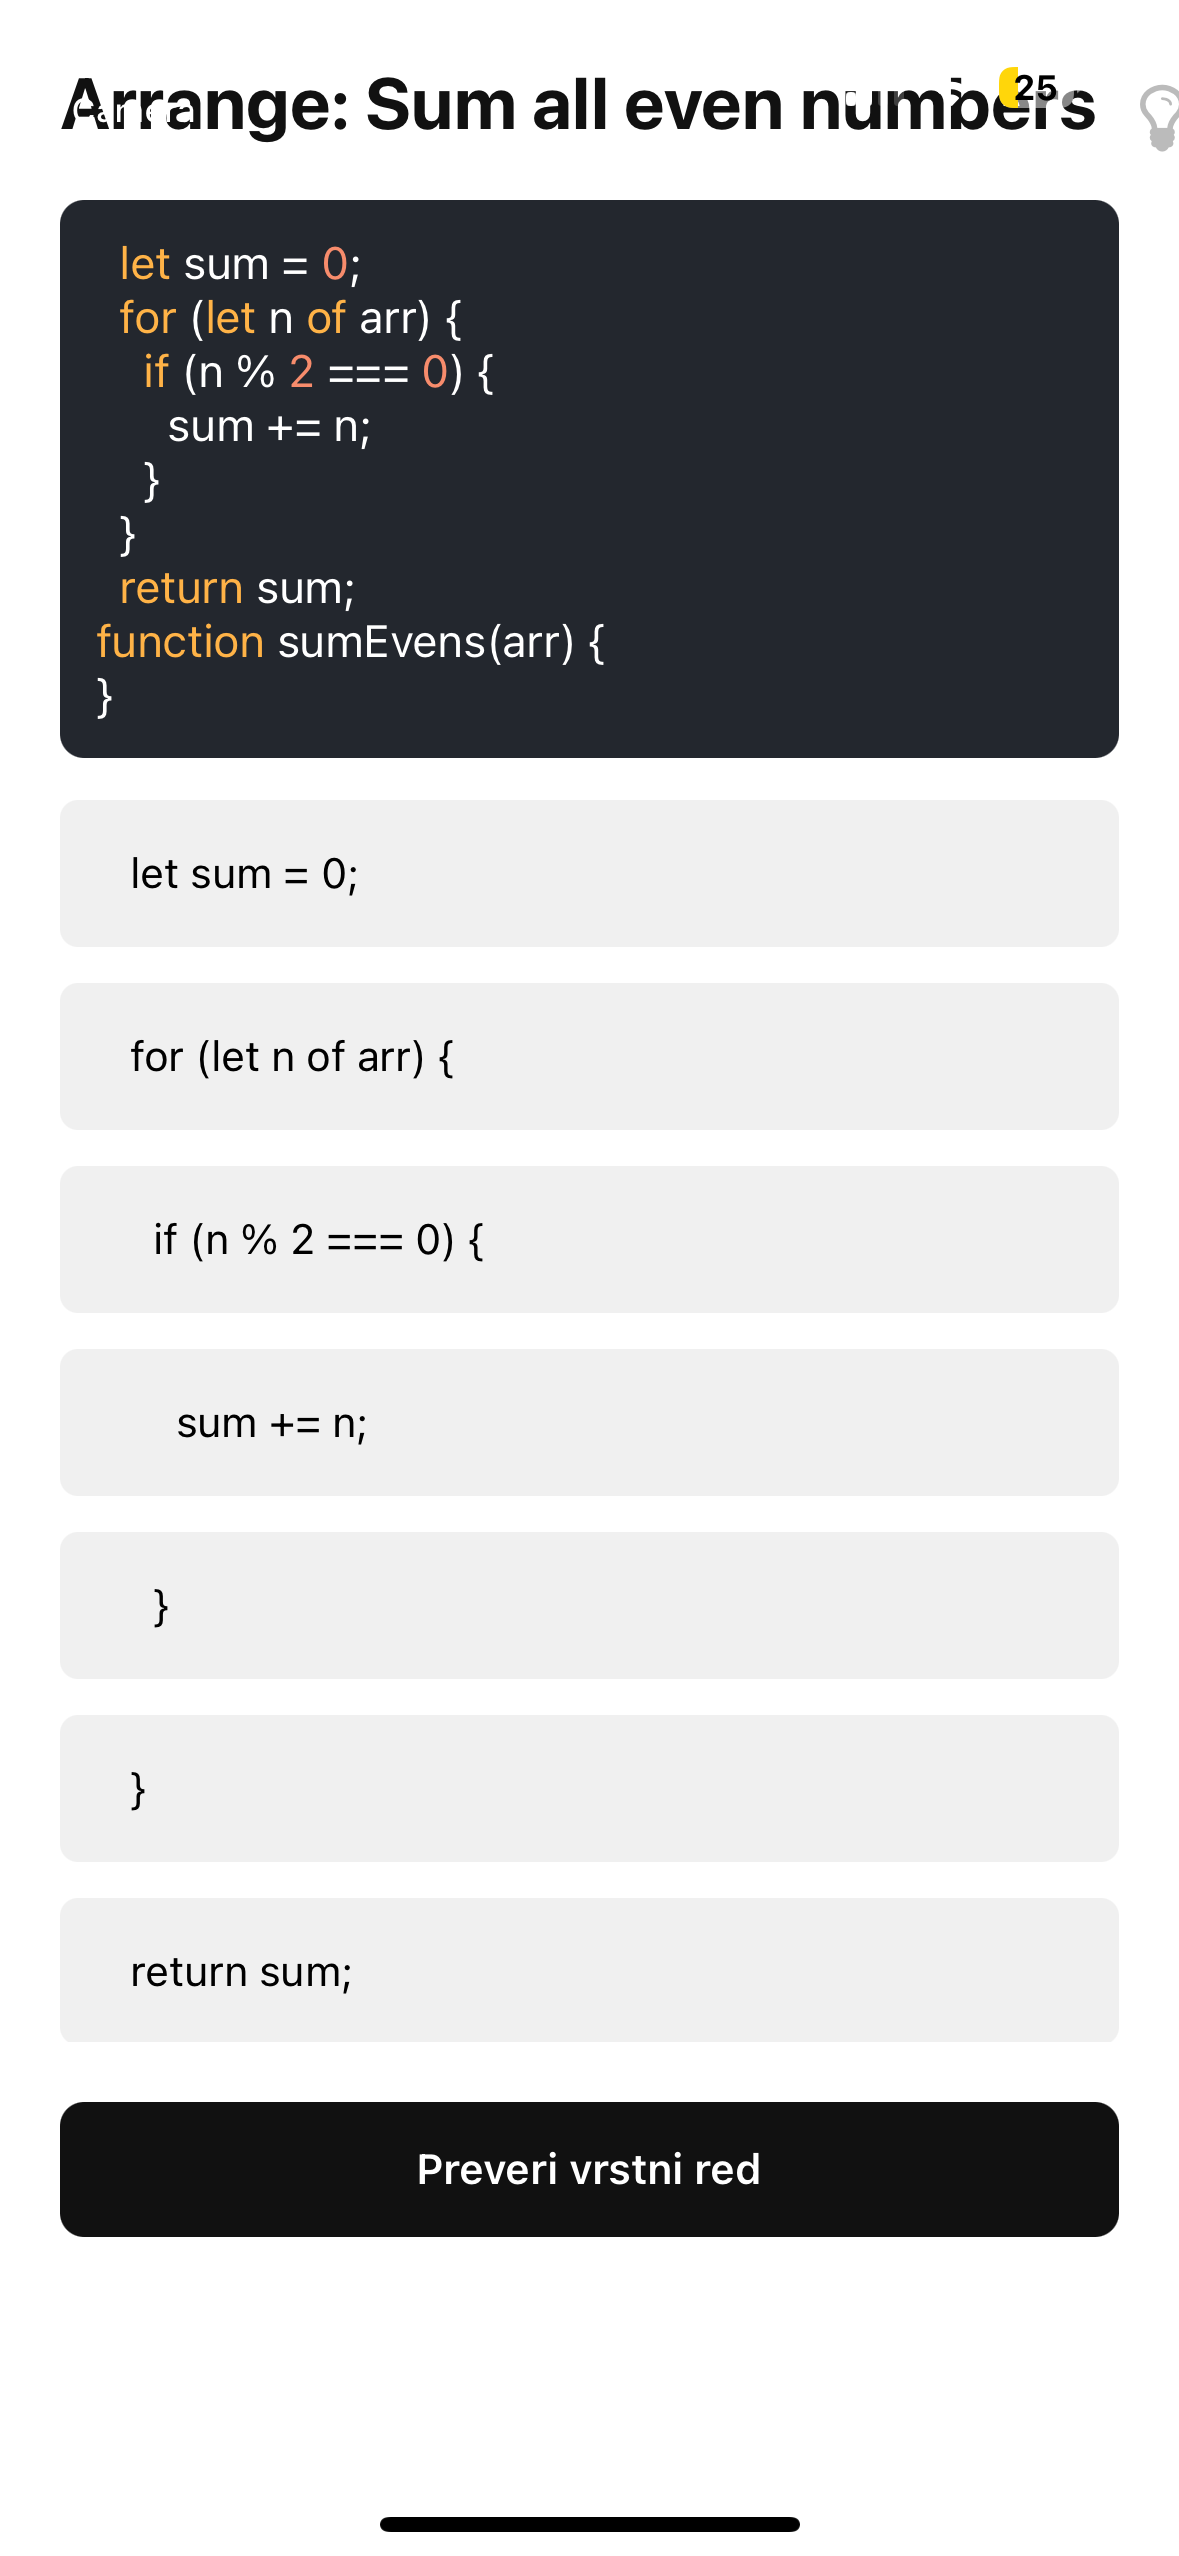 Arrange: Sum all even numbers
25
let sum = 0;
for (let n of arr) {
if (n % 2 === 0) {
sum += n;
}
}
return sum;
function sumEvens(arr) {
}
let sum = 0;
for (let n of arr) {
if (n % 2 === 0) {
sum += n;
}
}
return sum;
Preveri vrstni red